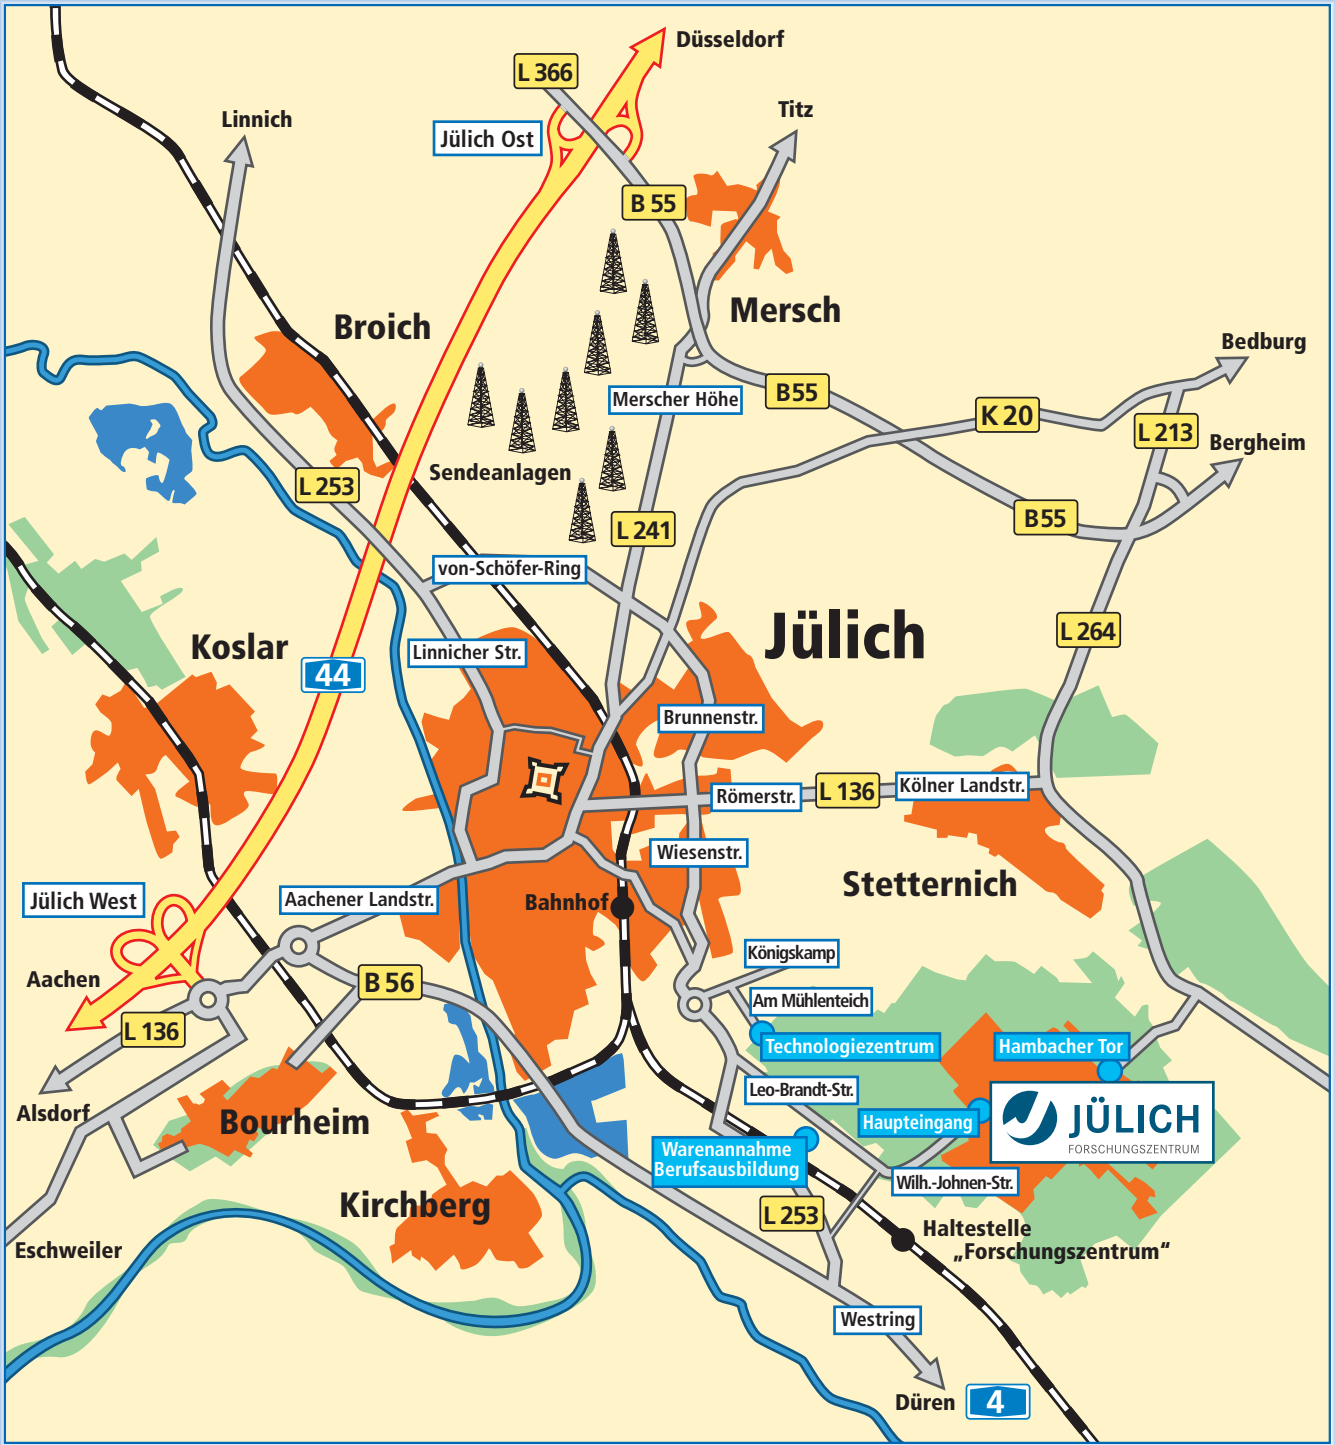 Düsseldorf
L 366
Titz
Linnich
Jülich Ost
B 55
Mersch
Broich
Bedburg
Merscher Höhe
B55
K 20
L 213
Bergheim
Sendeanlagen
L 253
B55
L 241
von-Schöfer-Ring
Jülich
L 264
Koslar
Linnicher Str.
44
Brunnenstr.
Römerstr.
L 136
Kölner Landstr.
Wiesenstr.
Stetternich
Jülich West
Aachener Landstr.
Bahnhof
Königskamp
Aachen
B 56
Am Mühlenteich
L 136
Technologiezentrum
Hambacher Tor
Leo-Brandt-Str.
Alsdorf
Bourheim
Haupteingang
JÜLICH
FORSCHUNGSZENTRUM
Warenannahme
Berufsausbildung
Wilh.-Johnen-Str.
Kirchberg
L 253
Haltestelle
„Forschungszentrum“
Eschweiler
Westring
Düren
4